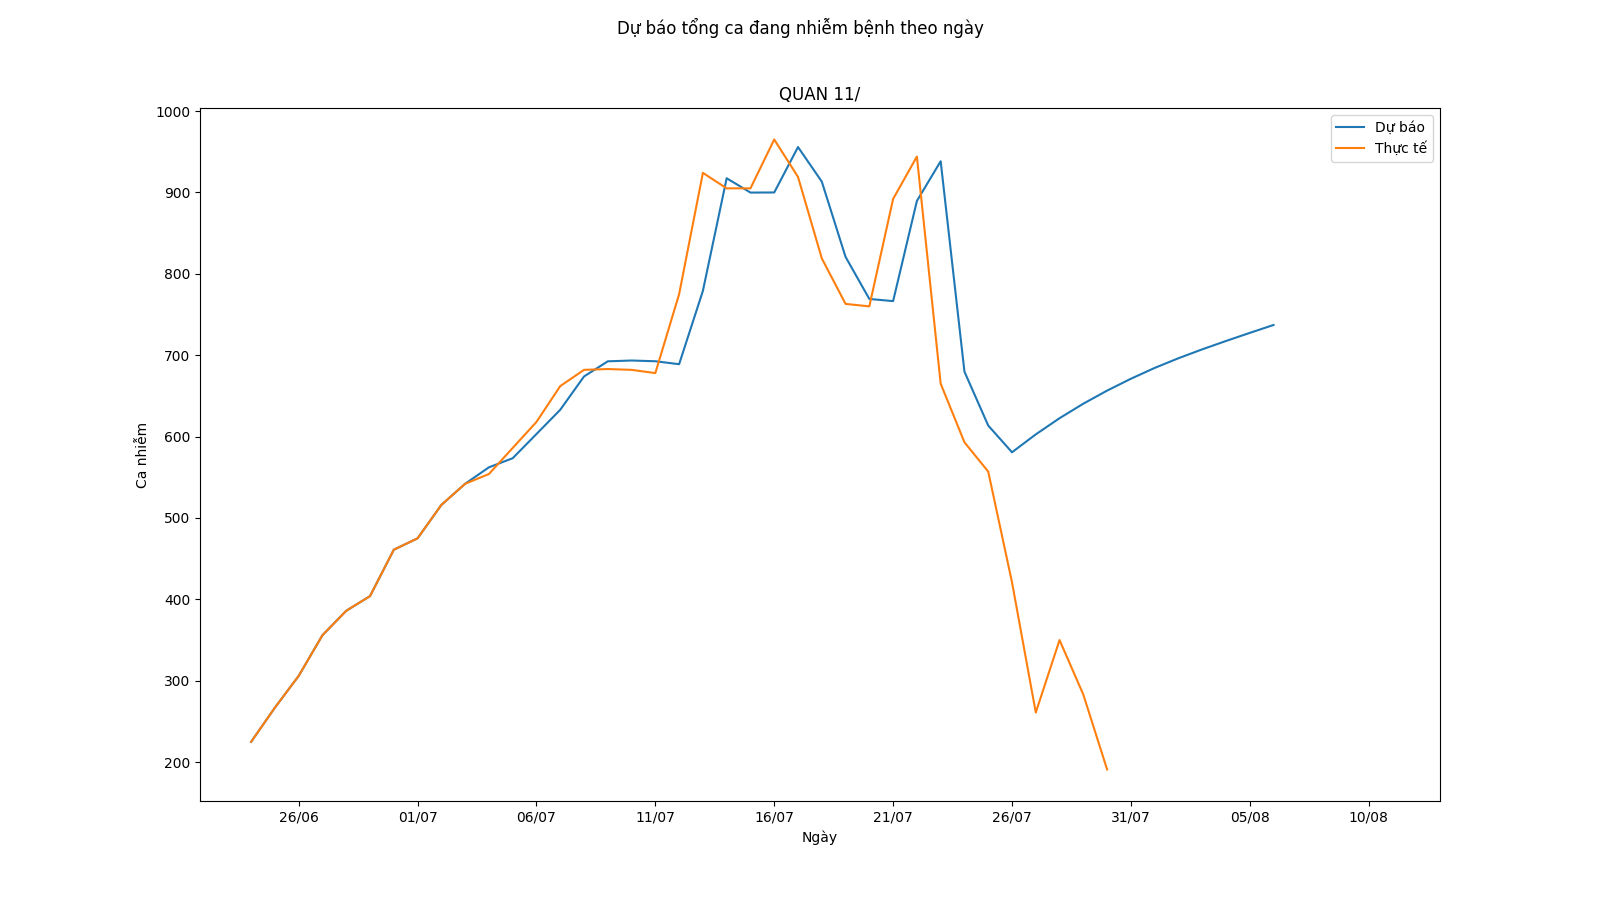 Dự báo tổng ca đang nhiễm bệnh theo ngày
QUAN 11/
Dự báo
Thực tế
1000
900
800
700
600
500
400
300
200
Ca nhiễm
26/06 01/07 06/07 11/07 16/07 21/07 26/07 31/07 05/08 10/08
Ngày